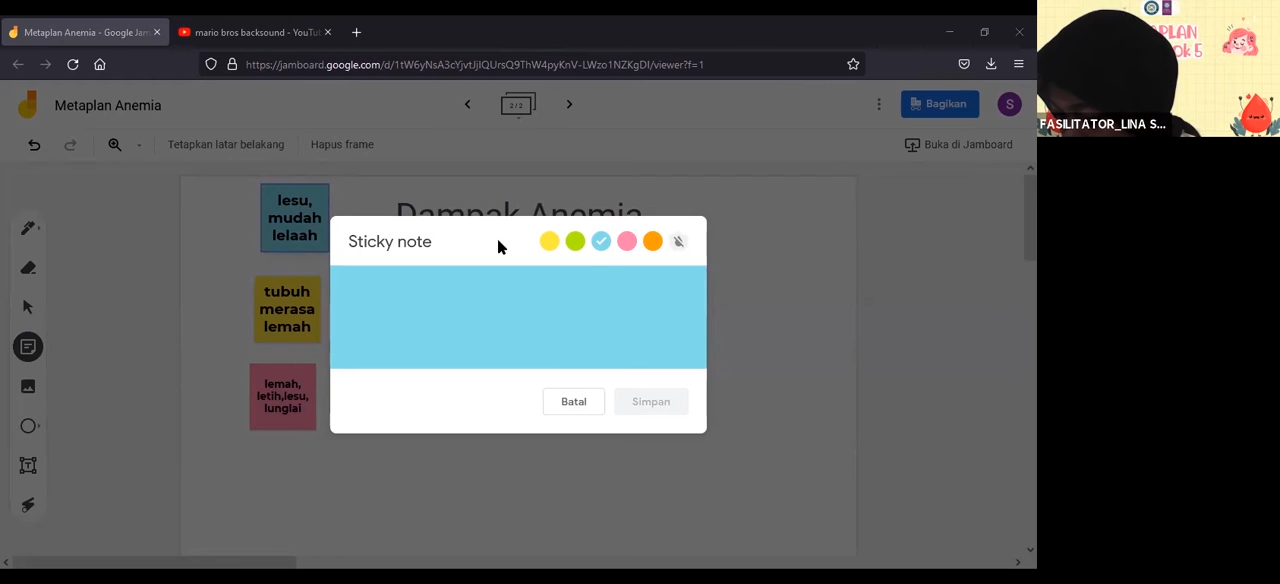 Metaplan Anemia - Google Jam
mario bros backsound - YouTu
https://jamboard.google.com/d/1tW6yNsA3cYjvtJjIQUrsQ9ThW4pyKnV-LWzo1NZKgDI/viewer?f=1
Metaplan Anemia
2/2
Bagikan
S
Tetapkan latar belakang
Hapus frame
Buka di Jamboard
lesu,
mudah
lelaah
Dampak Anemia
Sticky note
tubuh
merasa
lemah
lemah,
letih,lesu,
unglai
Batal
Simpan
FASILITATOR_LINA S...